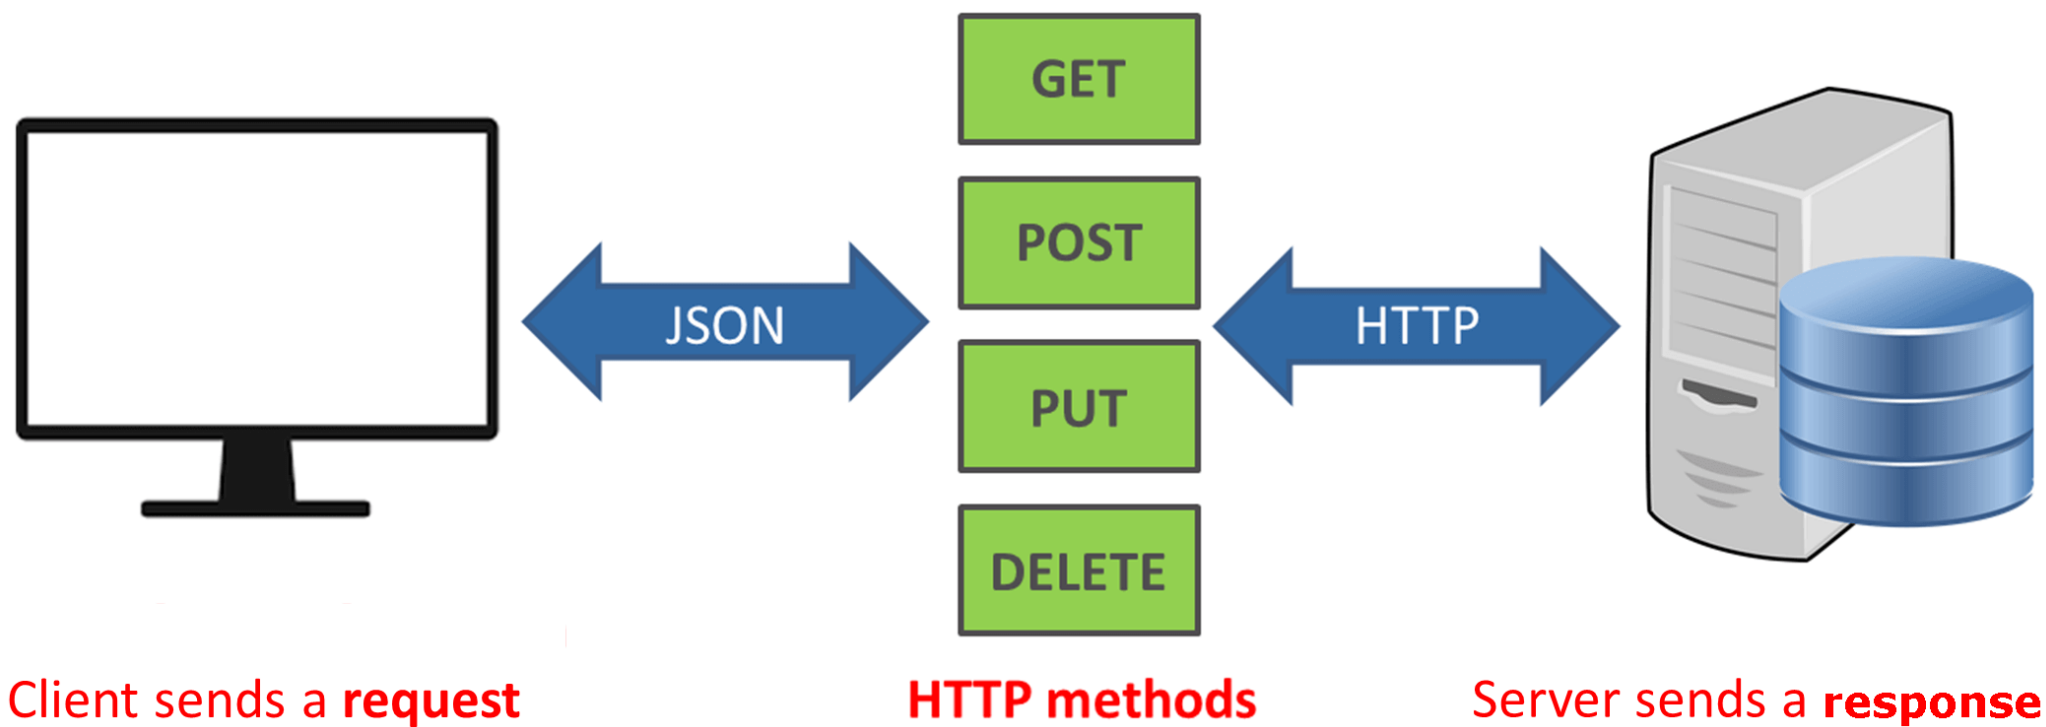 GET
POST
JSON
HTTP
PUT
DELETE
Client sends a request
HTTP methods
Server sends a response